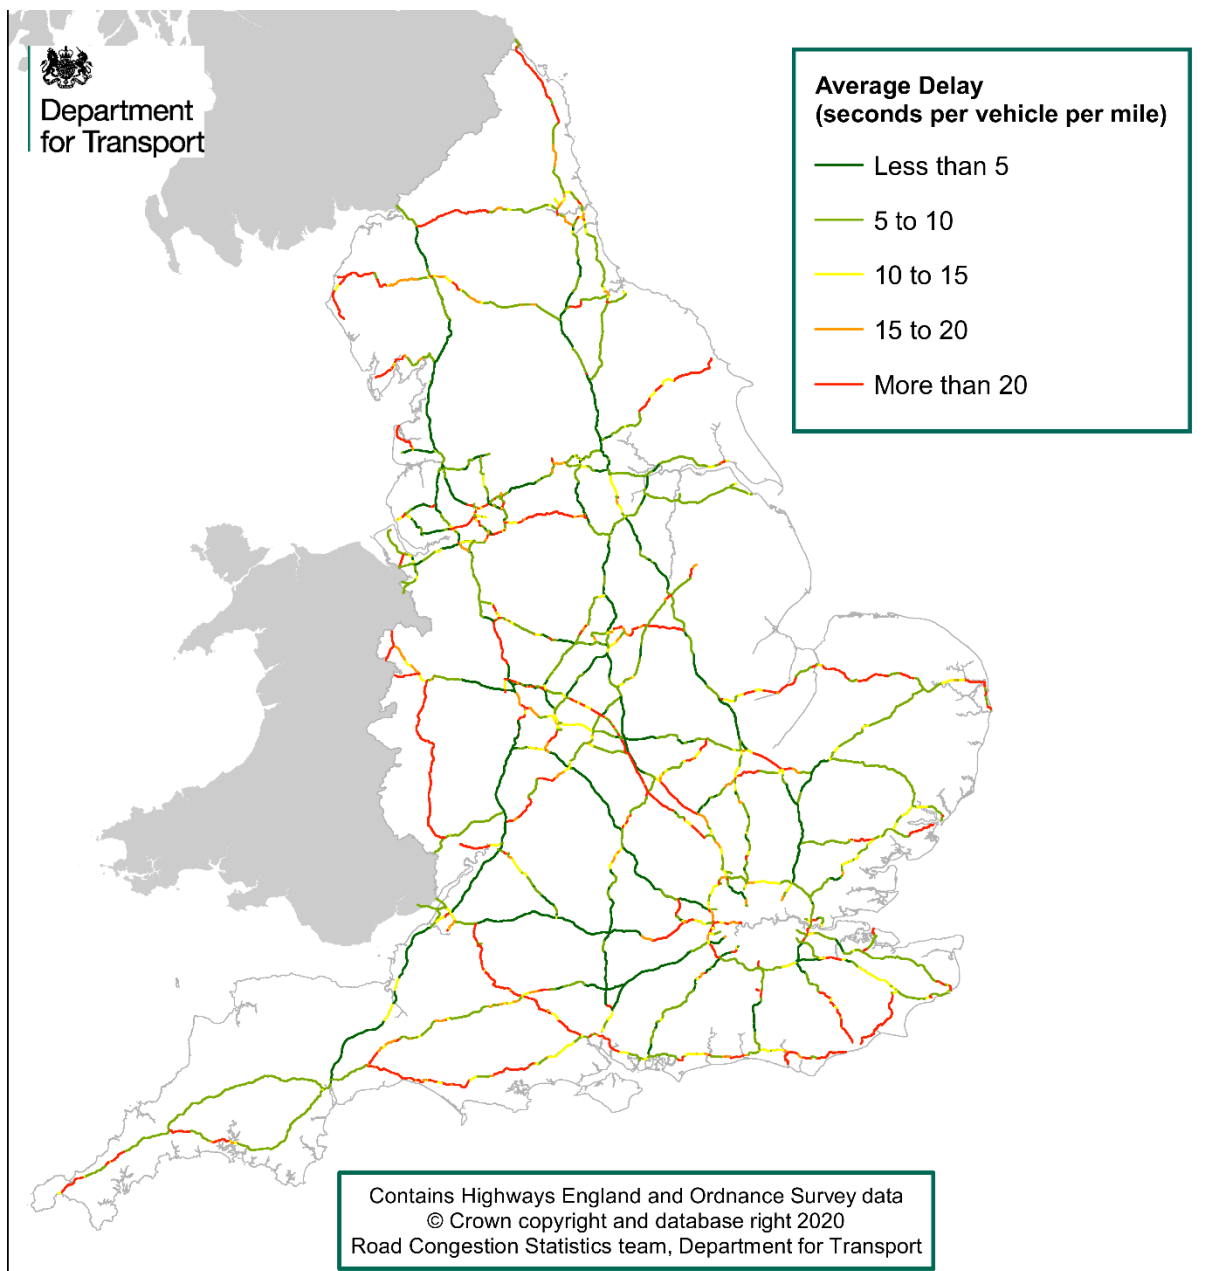 Department
for Transport
Average Delay
(seconds per vehicle per mile)
Less than 5
5 to 10
10 to 15
15 to 20
More than 20
Contains Highways England and Ordnance Survey data
© Crown copyright and database right 2020
Road Congestion Statistics team, Department for Transport